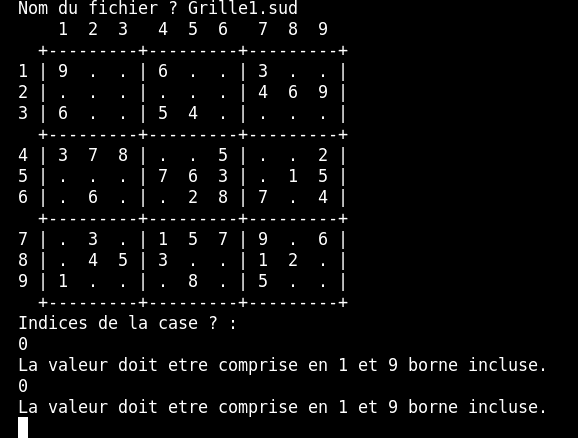 Nom du fichier ? Grille1.sud
    1  2  3   4  5  6   7  8  9
  +---------+---------+---------+
1 | 9  .  . | 6  .  . | 3  .  . |
2 | .  .  . | .  .  . | 4  6  9 |
3 | 6  .  . | 5  4  . | .  .  . |
  +---------+---------+---------+
4 | 3  7  8 | .  .  5 | .  .  2 |
5 | .  .  . | 7  6  3 | .  1  5 |
6 | .  6  . | .  2  8 | 7  .  4 |
  +---------+---------+---------+
7 | .  3  . | 1  5  7 | 9  .  6 |
8 | .  4  5 | 3  .  . | 1  2  . |
9 | 1  .  . | .  8  . | 5  .  . |
  +---------+---------+---------+
Indices de la case ? :
0
La valeur doit etre comprise en 1 et 9 borne incluse.
0
La valeur doit etre comprise en 1 et 9 borne incluse.